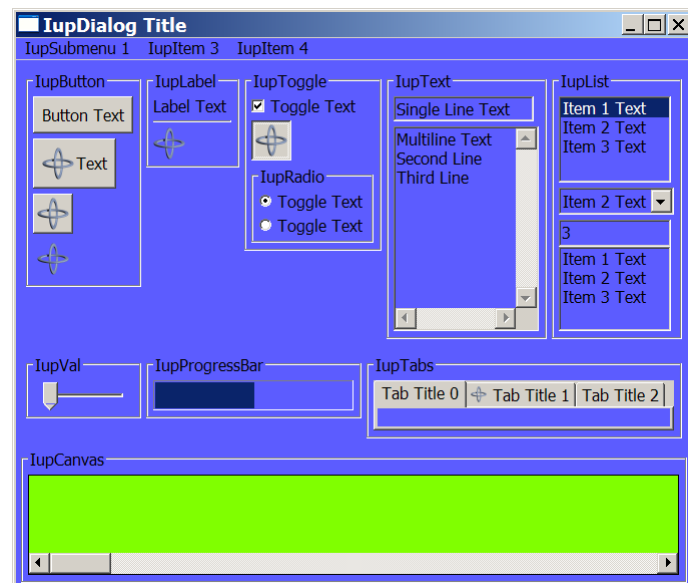 IupDialog Title
IupSubmenu 1 IupItem 3 IupItem 4
IupButton
Button Text
Text
IupLabel
Label Text
IupToggle
Toggle Text
IupRadio
Toggle Text
Toggle Text
IupText
Single Line Text
Multiline Text
Second Line
Third Line
IupList
Item 1 Text
Item 2 Text
Item 3 Text
Item 2 Text
3
Item 1 Text
Item 2 Text
Item 3 Text
IupVal
IupProgressBar
IupTabs
Tab Title 0 Tab Title 1 Tab Title 2
IupCanvas